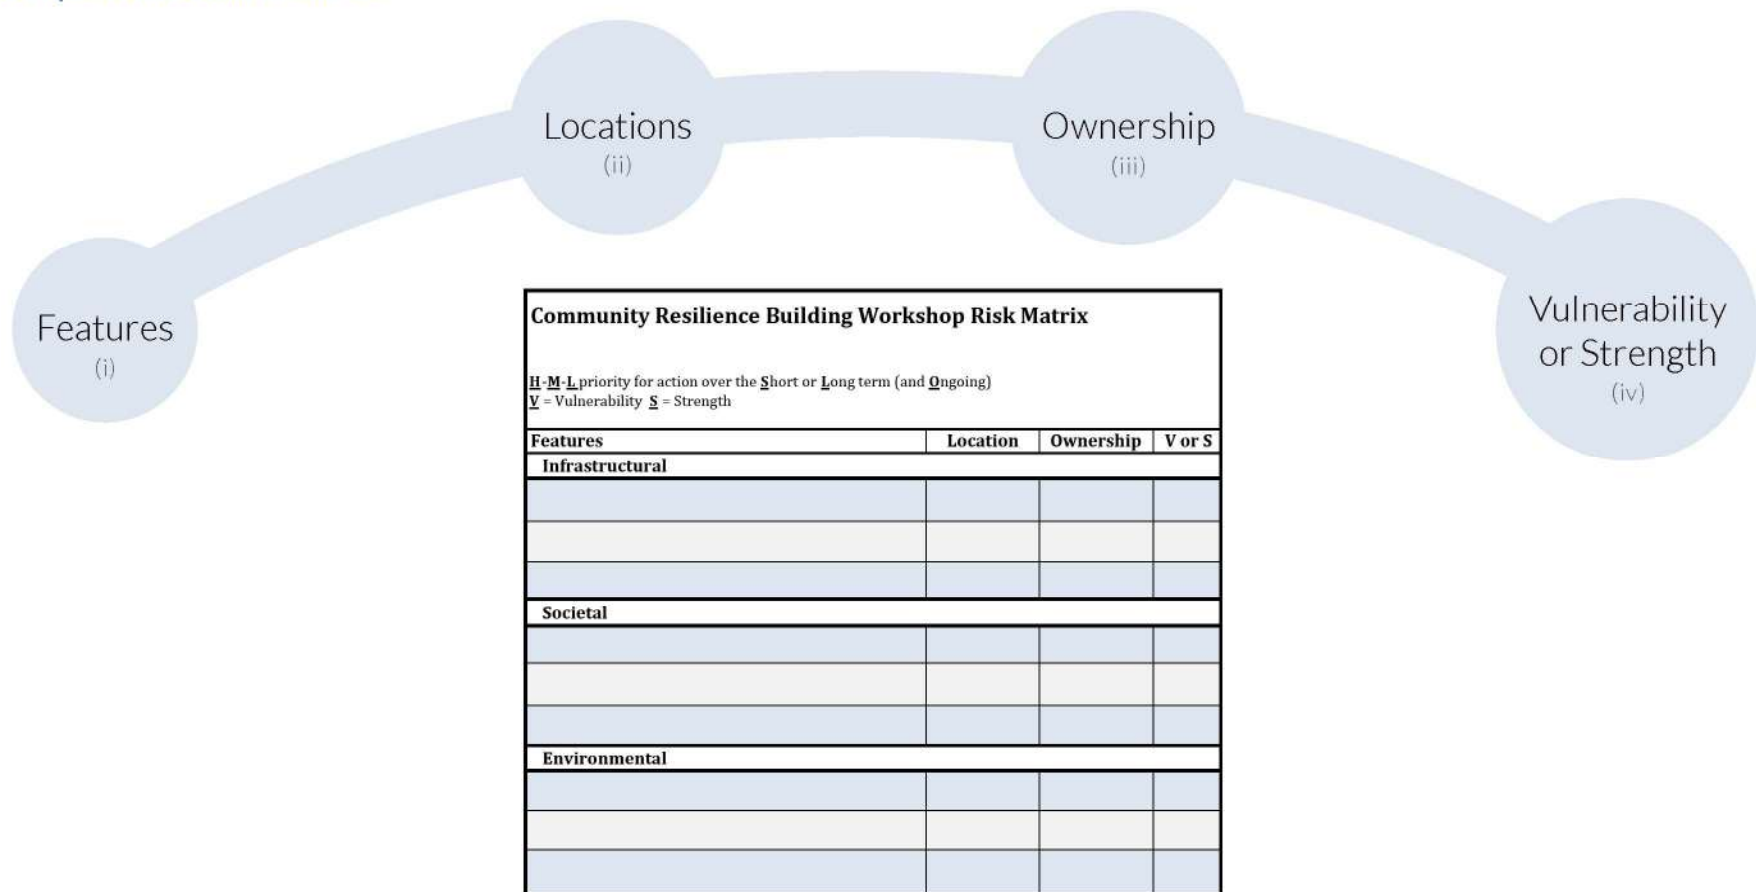 Locations
(ii)
Ownership
(iii)
Features
(i)
Vulnerability
or Strength
(iv)
Community Resilience Building Workshop Risk Matrix
H-M-L priority for action over the Short or Long term (and Ongoing)
V = Vulnerability S = Strength
Features Location Ownership V or S
Infrastructural
Societal
Environmental